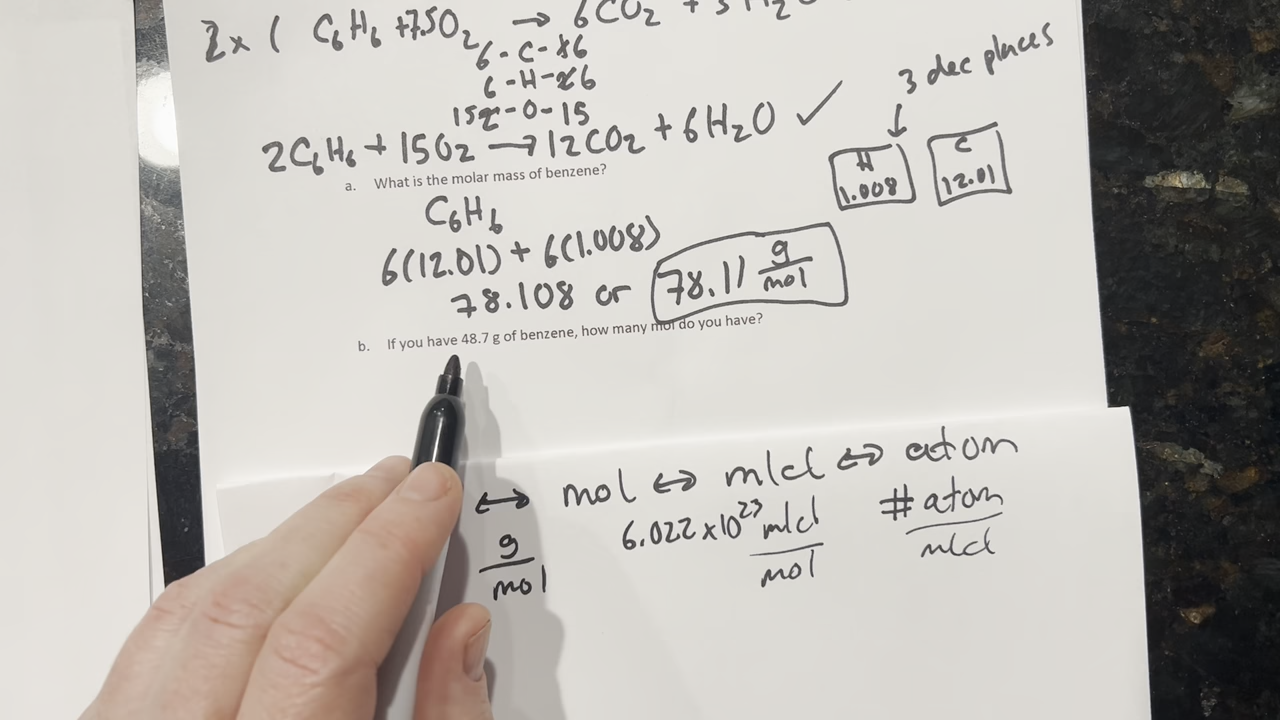 2x ( C6H6 +7.5O2 → 6CO2 + 3H2
6-C-6
6-H-6
15-O-15
2C6H6 + 15O2 → 12CO2 + 6H2O ✓
3 dec places
H
1.008
C
12.01
a. What is the molar mass of benzene?
C6H6
6(12.01) + 6(1.008)
78.108 or 78.11 g/mol
b. If you have 48.7 g of benzene, how many mol do you have?
↔ mol ↔ mlcl ↔ atom
g/mol 6.022x10^23 mlcl/mol #atom/mlcl